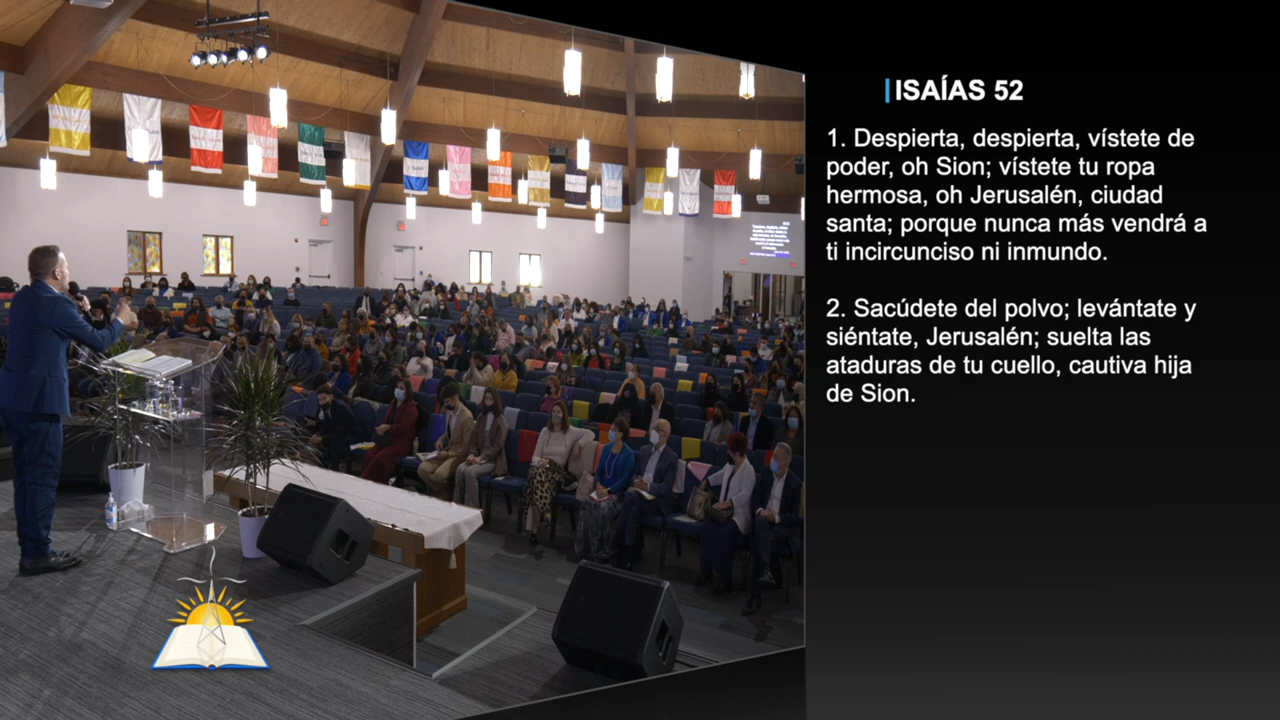 ISAÍAS 52
1. Despierta, despierta, vístete de
poder, oh Sion; vístete tu ropa
hermosa, oh Jerusalén, ciudad
santa; porque nunca más vendrá a
ti incircunciso ni inmundo.
2. Sacúdete del polvo; levántate y
siéntate, Jerusalén; suelta las
ataduras de tu cuello, cautiva hija
de Sion.